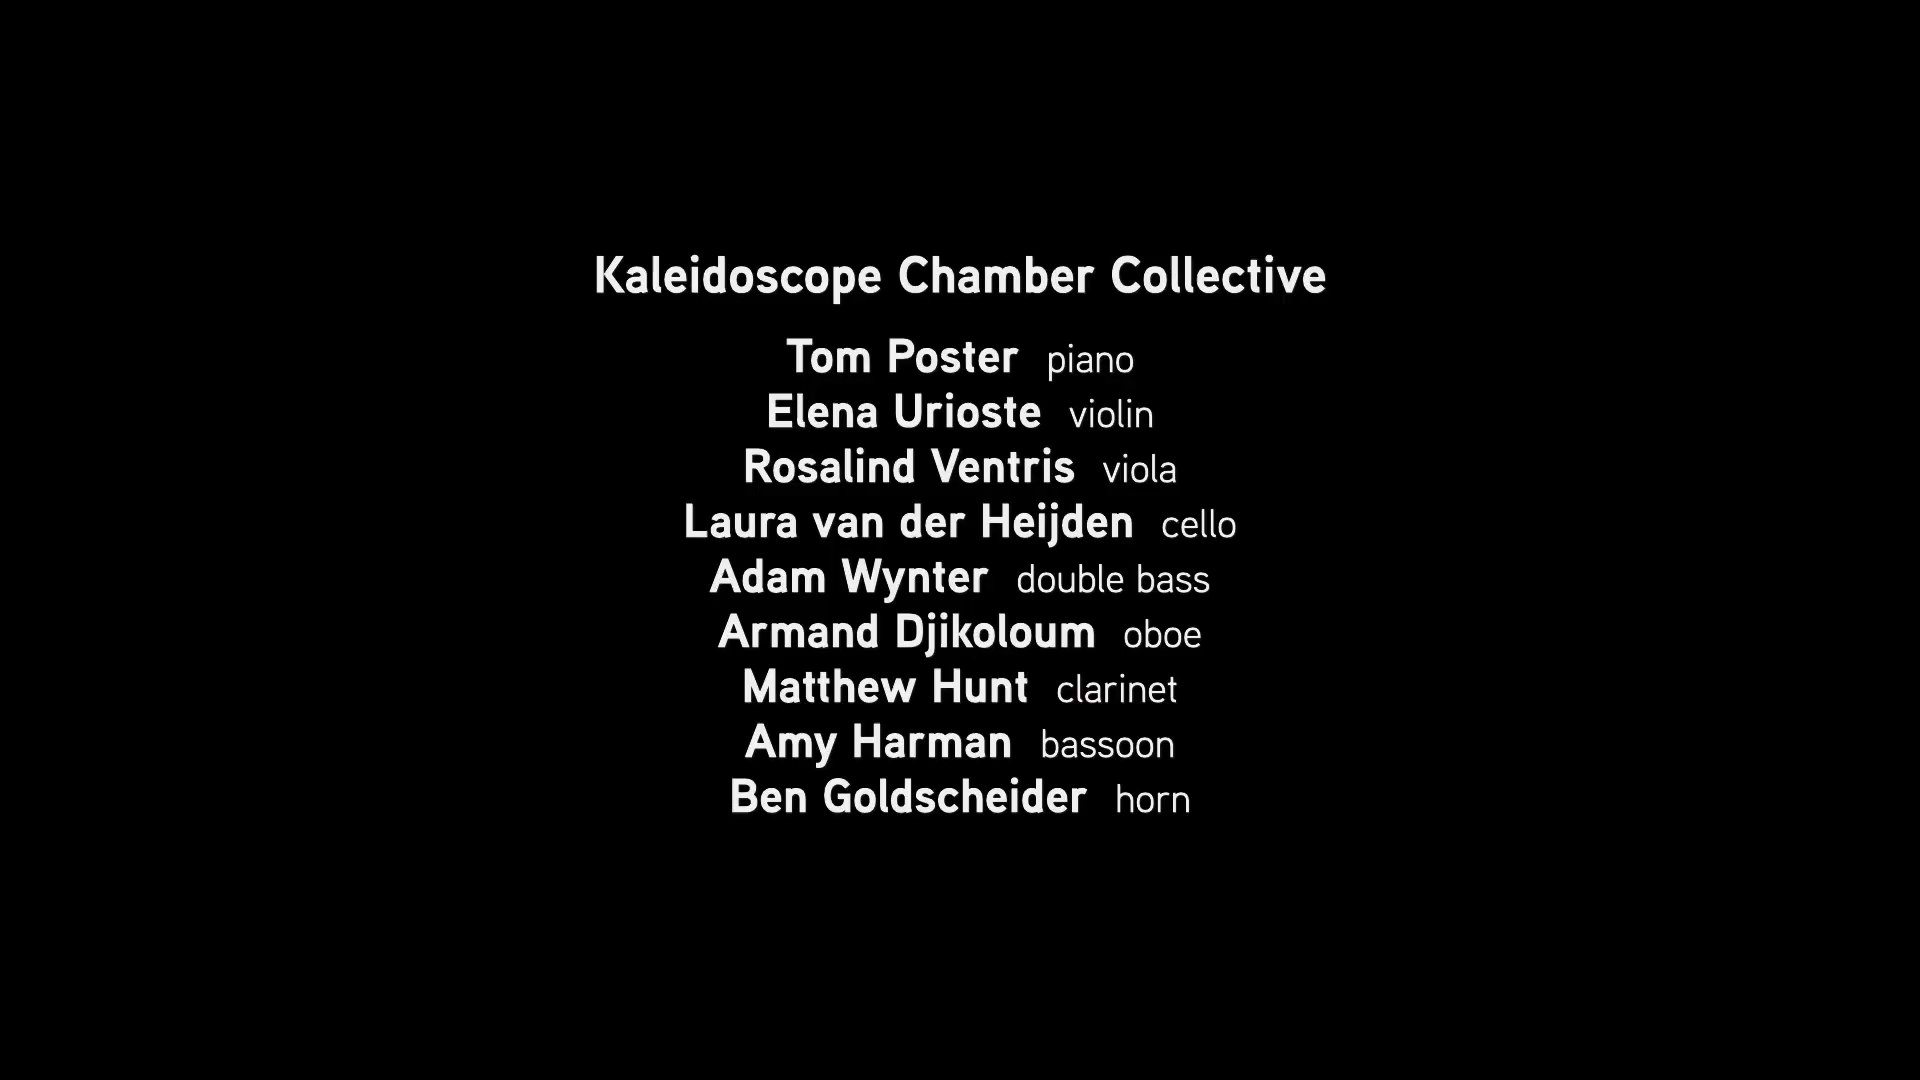 Kaleidoscope Chamber Collective
Tom Poster piano
Elena Urioste violin
Rosalind Ventris viola
Laura van der Heijden cello
Adam Wynter double bass
Armand Djikoloum oboe
Matthew Hunt clarinet
Amy Harman bassoon
Ben Goldscheider horn